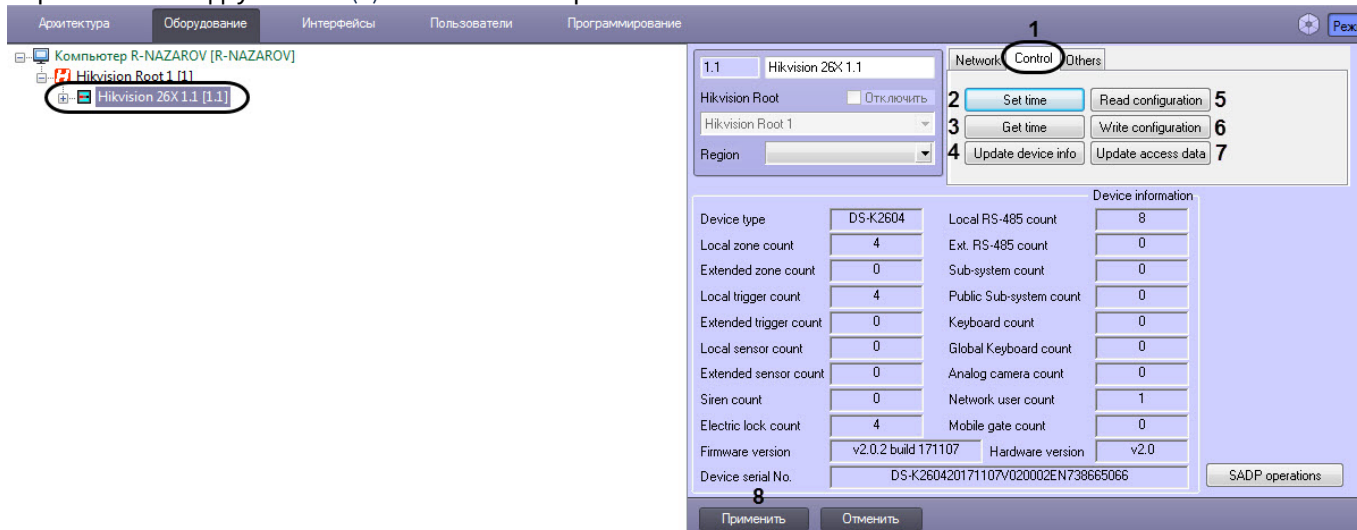 Архитектура Оборудование Интерфейсы Пользователи Программирование 1
Компьютер R-NAZAROV [R-NAZAROV]
Hikvision Root 1 [1]
Hikvision 26X 1.1 [1.1]
1.1 Hikvision 26X 1.1
Hikvision Root Отключить
Hikvision Root 1
Region
Network Control Others
2 Set time Read configuration 5
3 Get time Write configuration 6
4 Update device info Update access data 7
Device information
Device type DS-K2604 Local RS-485 count 8
Local zone count 4 Ext. RS-485 count 0
Extended zone count 0 Sub-system count 0
Local trigger count 4 Public Sub-system count 0
Extended trigger count 0 Keyboard count 0
Local sensor count 0 Global Keyboard count 0
Extended sensor count 0 Analog camera count 0
Siren count 0 Network user count 1
Electric lock count 4 Mobile gate count 0
Firmware version v2.0.2 build 171107 Hardware version v2.0
Device serial No. DS-K260420171107V020002EN738665066 SADP operations
8
Применить Отменить